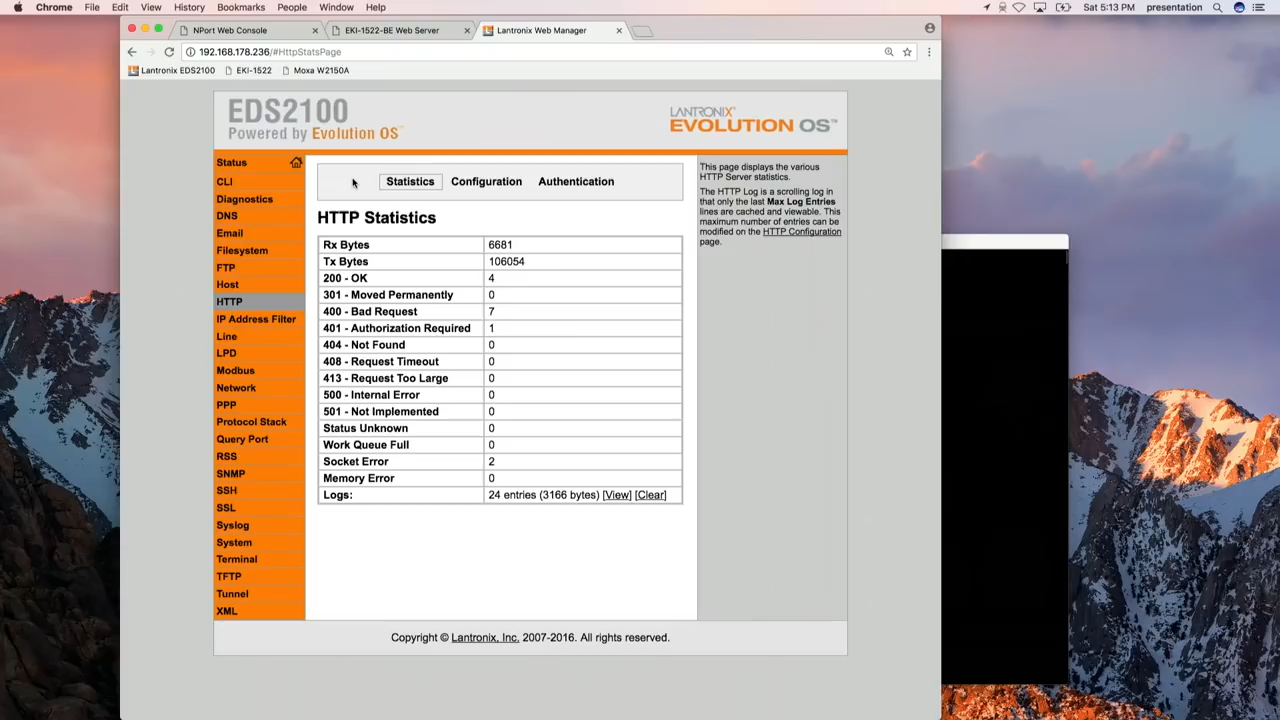 Chrome File Edit View History Bookmarks People Window Help Sat 5:13 PM presentation
NPort Web Console EKI-1522-BE Web Server Lantronix Web Manager
192.168.178.236/#HttpStatsPage
Lantronix EDS2100 EKI-1522 Moxa W2150A
EDS2100
Powered by Evolution OS™
LANTRONIX®
EVOLUTION OS™
Status
CLI
Diagnostics
DNS
Email
Filesystem
FTP
Host
HTTP
IP Address Filter
Line
LPD
Modbus
Network
PPP
Protocol Stack
Query Port
RSS
SNMP
SSH
SSL
Syslog
System
Terminal
TFTP
Tunnel
XML
Statistics Configuration Authentication
HTTP Statistics
Rx Bytes 6681
Tx Bytes 106054
200 - OK 4
301 - Moved Permanently 0
400 - Bad Request 7
401 - Authorization Required 1
404 - Not Found 0
408 - Request Timeout 0
413 - Request Too Large 0
500 - Internal Error 0
501 - Not Implemented 0
Status Unknown 0
Work Queue Full 0
Socket Error 2
Memory Error 0
Logs: 24 entries (3166 bytes) [View] [Clear]
This page displays the various
HTTP Server statistics.
The HTTP Log is a scrolling log in
that only the last Max Log Entries
lines are cached and viewable. This
maximum number of entries can be
modified on the HTTP Configuration
page.
Copyright © Lantronix, Inc. 2007-2016. All rights reserved.